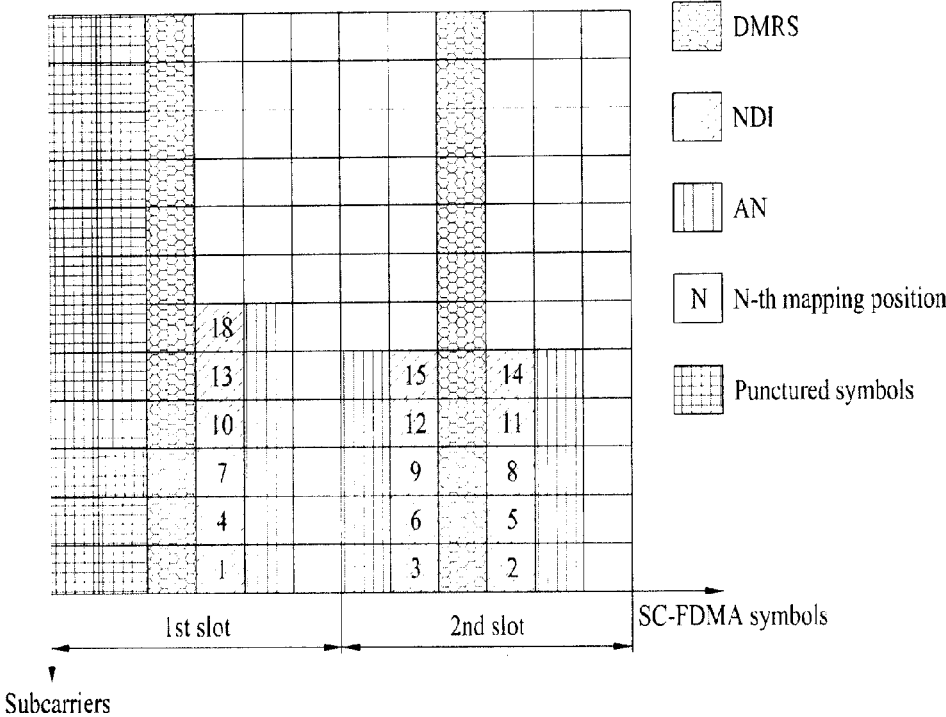 DMRS
NDI
AN
N N-th mapping position
Punctured symbols
18
13 15 14
10 12 11
7 9 8
4 6 5
1 3 2
SC-FDMA symbols
1st slot 2nd slot
Subcarriers